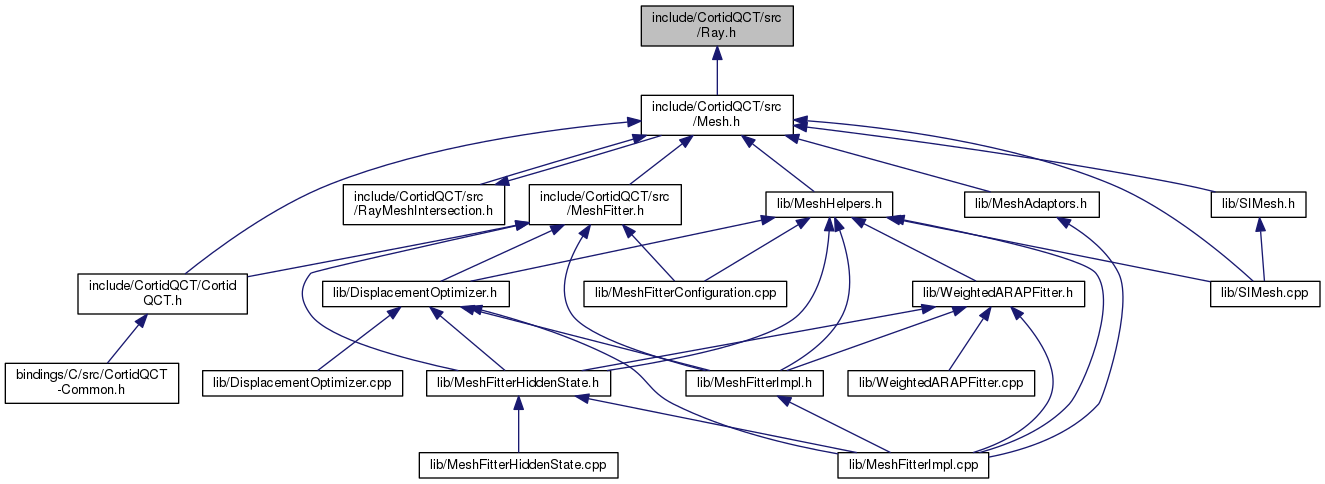 include/CortidQCT/src
/Ray.h
include/CortidQCT/src
/Mesh.h
include/CortidQCT/src
/RayMeshIntersection.h
include/CortidQCT/src
/MeshFitter.h
lib/MeshHelpers.h
lib/MeshAdaptors.h
lib/SIMesh.h
include/CortidQCT/Cortid
QCT.h
lib/DisplacementOptimizer.h
lib/MeshFitterConfiguration.cpp
lib/WeightedARAPFitter.h
lib/SIMesh.cpp
bindings/C/src/CortidQCT
-Common.h
lib/DisplacementOptimizer.cpp
lib/MeshFitterHiddenState.h
lib/MeshFitterImpl.h
lib/WeightedARAPFitter.cpp
lib/MeshFitterHiddenState.cpp
lib/MeshFitterImpl.cpp